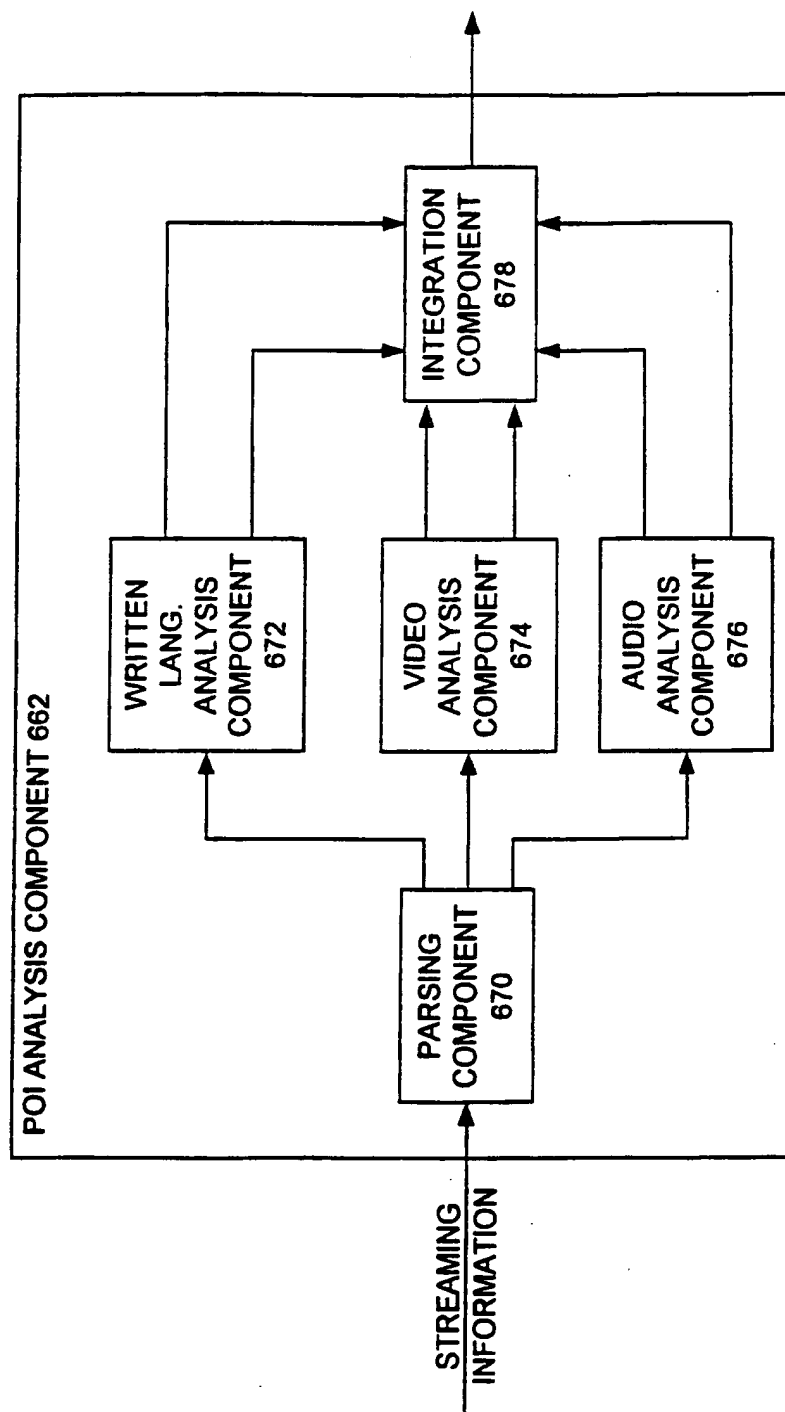 POI ANALYSIS COMPONENT 662
STREAMING
INFORMATION
PARSING
COMPONENT
670
WRITTEN
LANG.
ANALYSIS
COMPONENT
672
VIDEO
ANALYSIS
COMPONENT
674
AUDIO
ANALYSIS
COMPONENT
676
INTEGRATION
COMPONENT
678